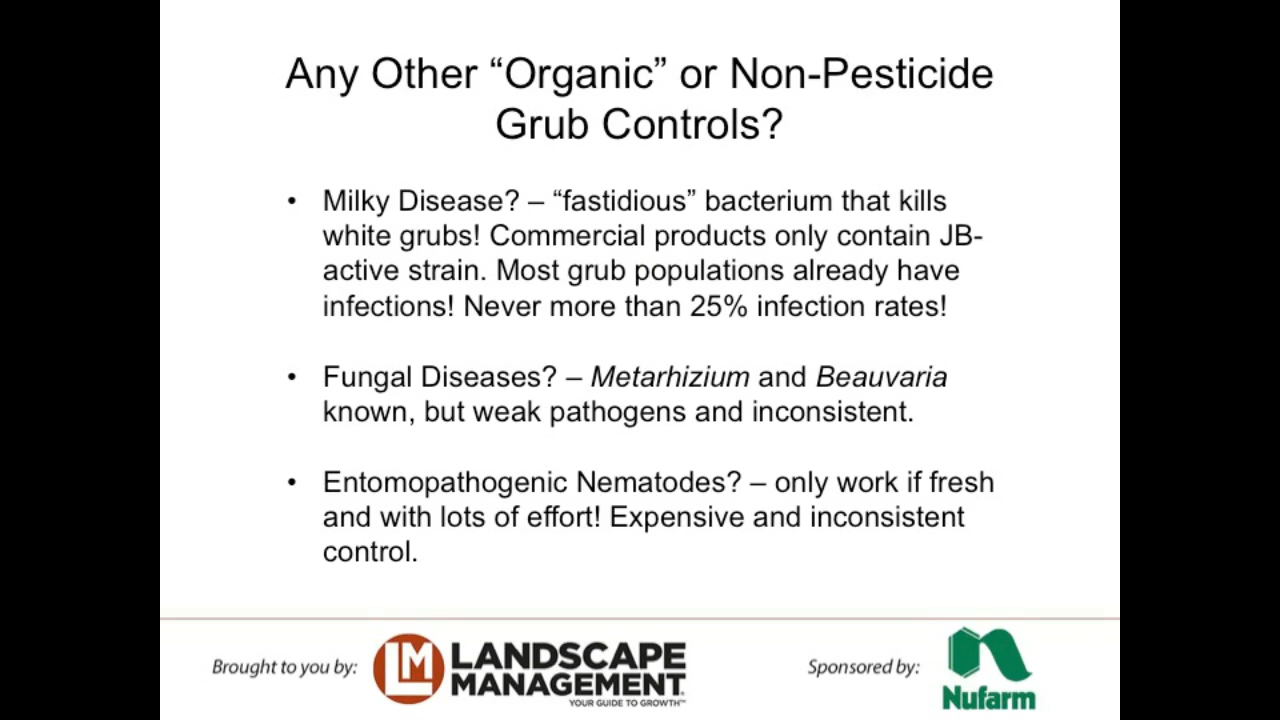 Any Other “Organic” or Non-Pesticide
Grub Controls?
• Milky Disease? – “fastidious” bacterium that kills
white grubs! Commercial products only contain JB-
active strain. Most grub populations already have
infections! Never more than 25% infection rates!
• Fungal Diseases? – Metarhizium and Beauvaria
known, but weak pathogens and inconsistent.
• Entomopathogenic Nematodes? – only work if fresh
and with lots of effort! Expensive and inconsistent
control.
Brought to you by:
LM
LANDSCAPE
MANAGEMENT
YOUR GUIDE TO GROWTH™
Sponsored by:
Nufarm